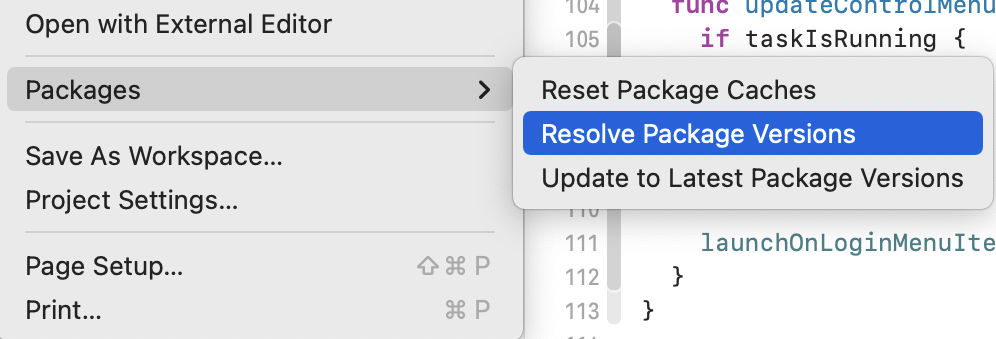 Open with External Editor
Packages
Save As Workspace...
Project Settings...
Page Setup... ⇧⌘ P
Print... ⌘ P
Reset Package Caches
Resolve Package Versions
Update to Latest Package Versions
104 func updateControlMenu
105 if taskIsRunning {
110
111 launchOnLoginMenuIte
112 }
113 }